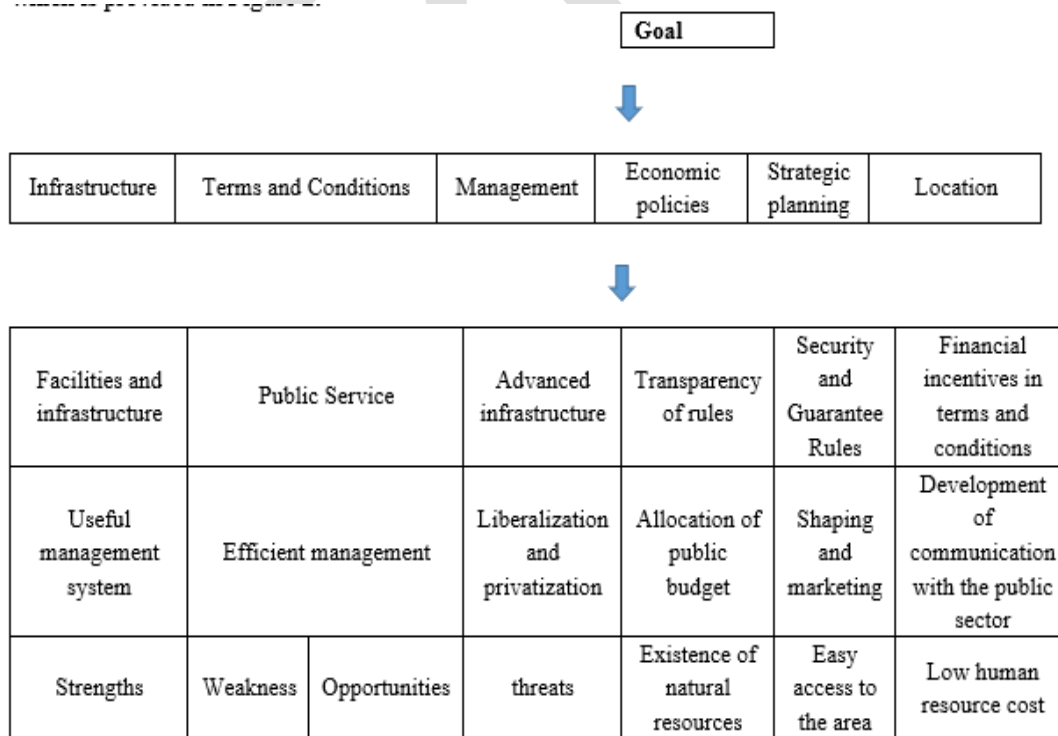 Goal
Infrastructure
Terms and Conditions
Management
Economic
policies
Strategic
planning
Location
Facilities and
infrastructure
Public Service
Advanced
infrastructure
Transparency
of rules
Security
and
Guarantee
Rules
Financial
incentives in
terms and
conditions
Useful
management
system
Efficient management
Liberalization
and
privatization
Allocation of
public
budget
Shaping
and
marketing
Development
of
communication
with the public
sector
Strengths
Weakness
Opportunities
threats
Existence of
natural
resources
Easy
access to
the area
Low human
resource cost